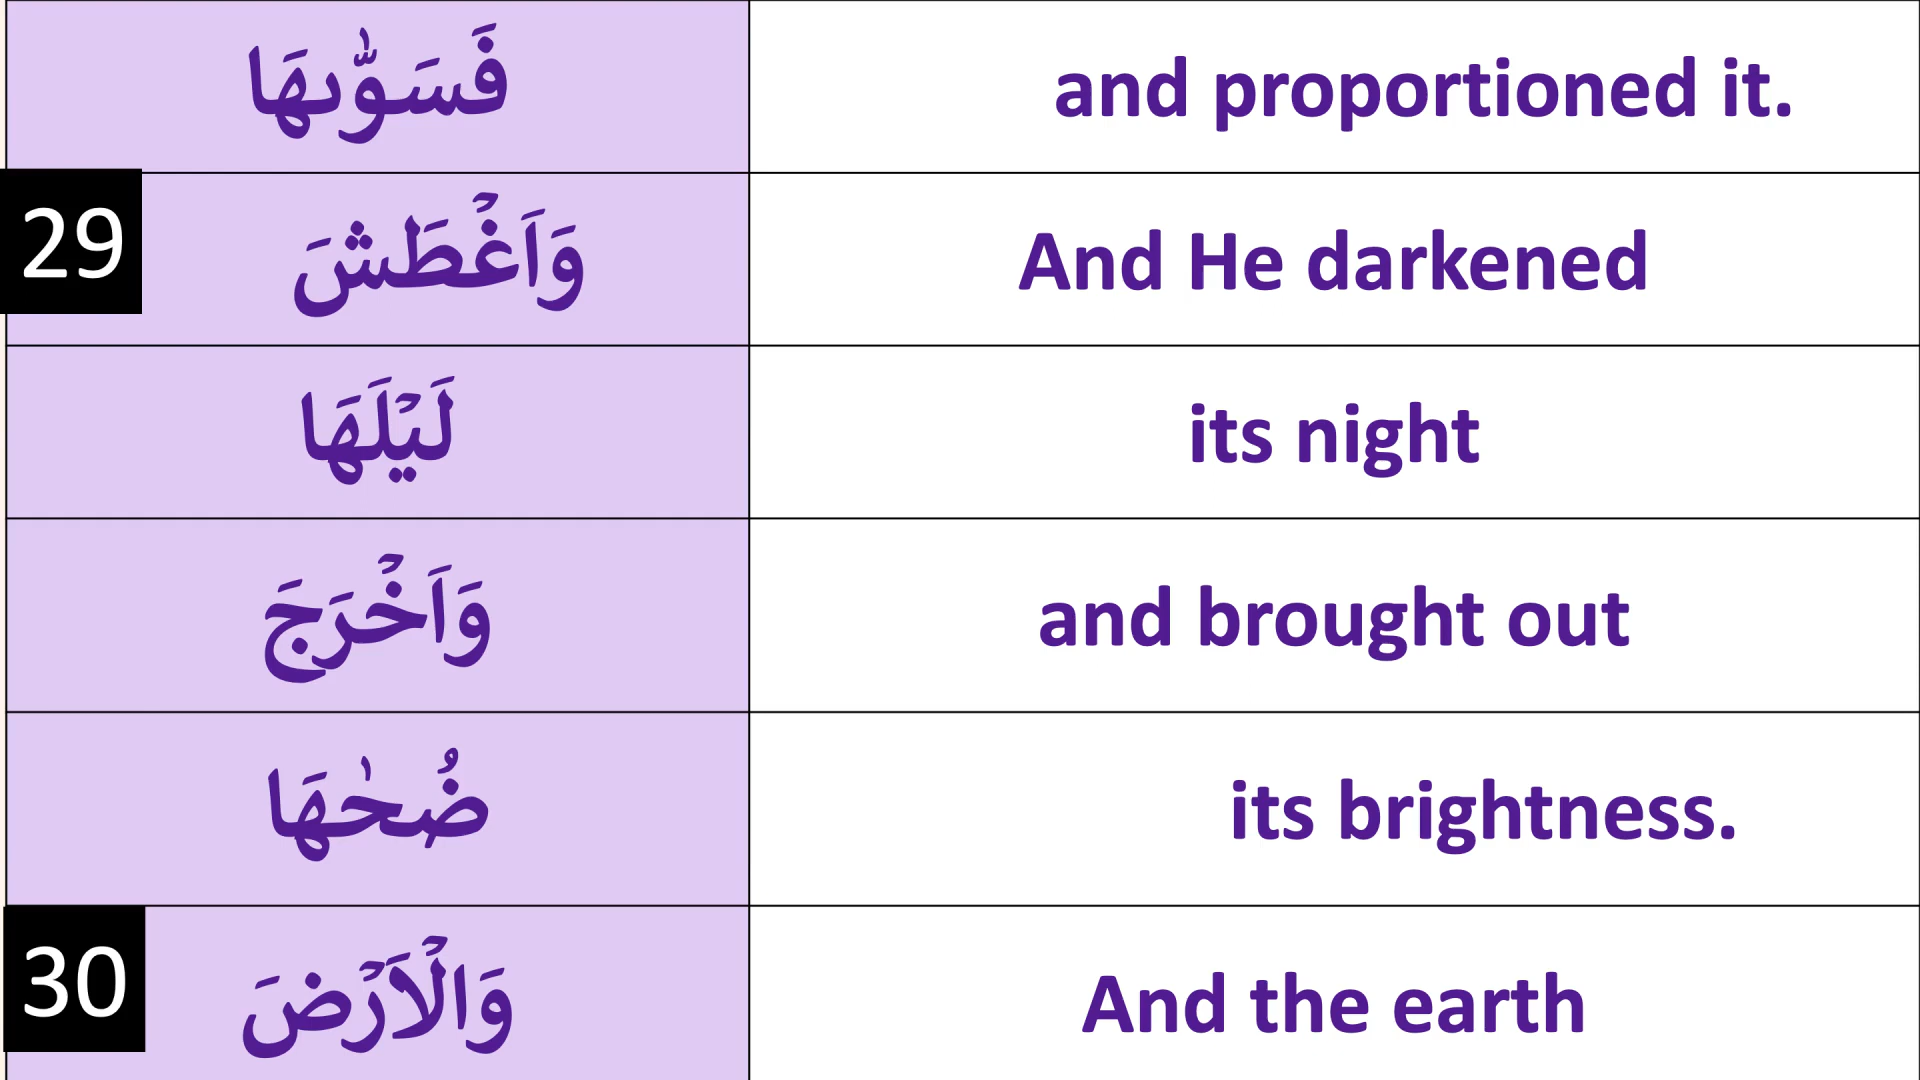 فَسَوّٰىهَا and proportioned it.
29 وَاَغْطَشَ And He darkened
لَيْلَهَا its night
وَاَخْرَجَ and brought out
ضُحٰىهَا its brightness.
30 وَالْاَرْضَ And the earth